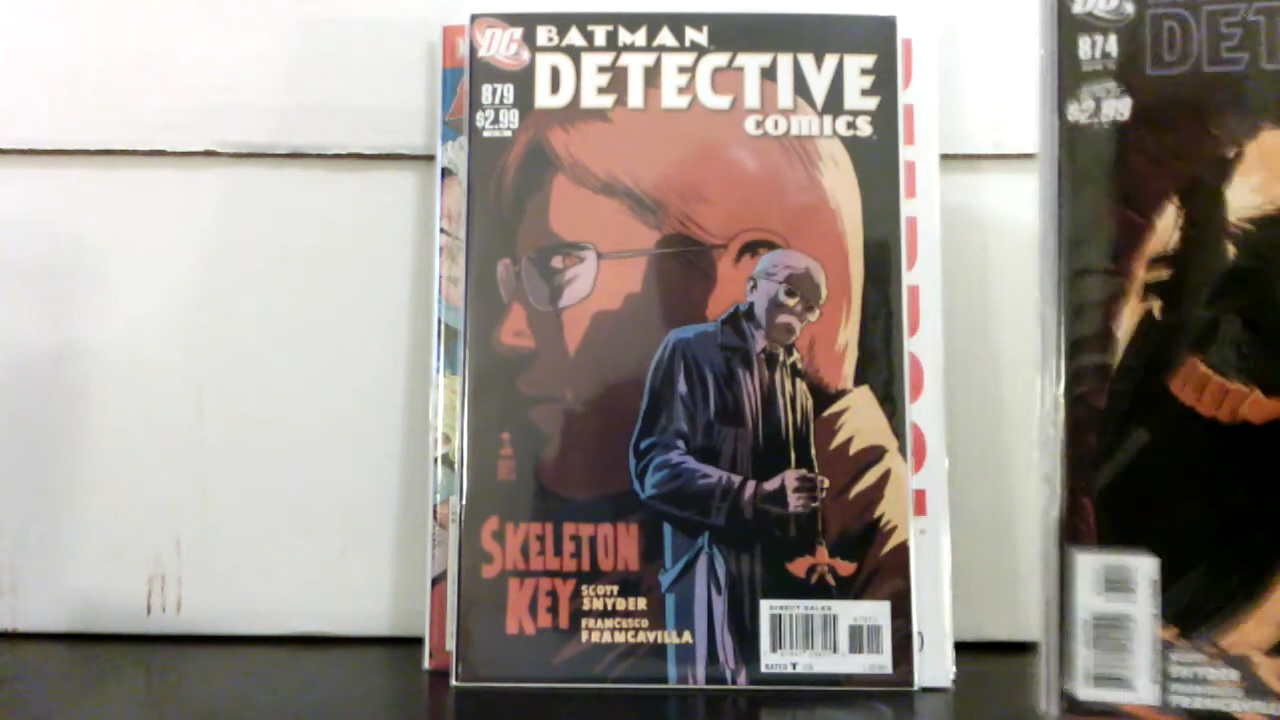 DC
BATMAN
DETECTIVE
COMICS
879
$2.99
SKELETON
KEY
SCOTT
SNYDER
FRANCESCO
FRANCAVILLA
DIRECT SALES
RATED T
DC
DET
874
$2.99
FRANCAVILLA